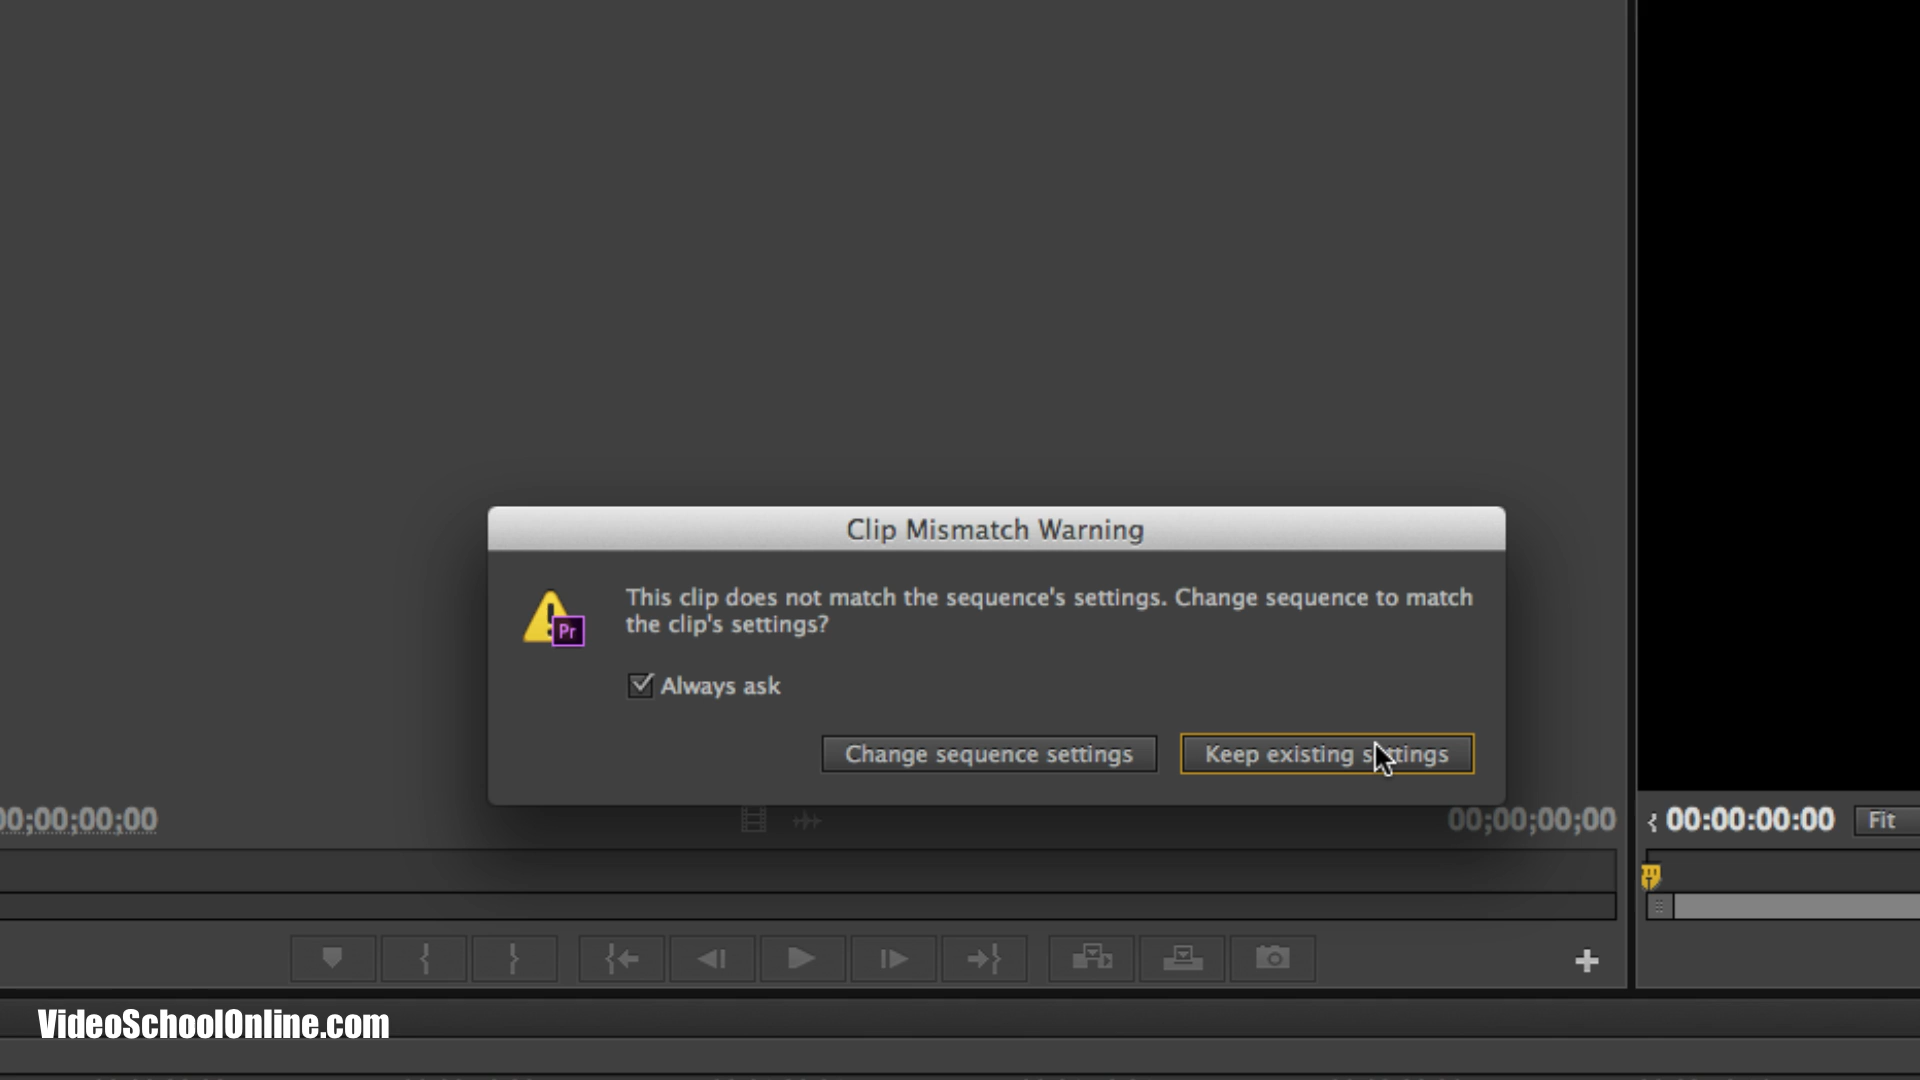 Clip Mismatch Warning
This clip does not match the sequence's settings. Change sequence to match
the clip's settings?
Pr
Always ask
Change sequence settings
Keep existing settings
00;00;00;00
00;00;00;00
00:00:00:00
Fit
VideoSchoolOnline.com